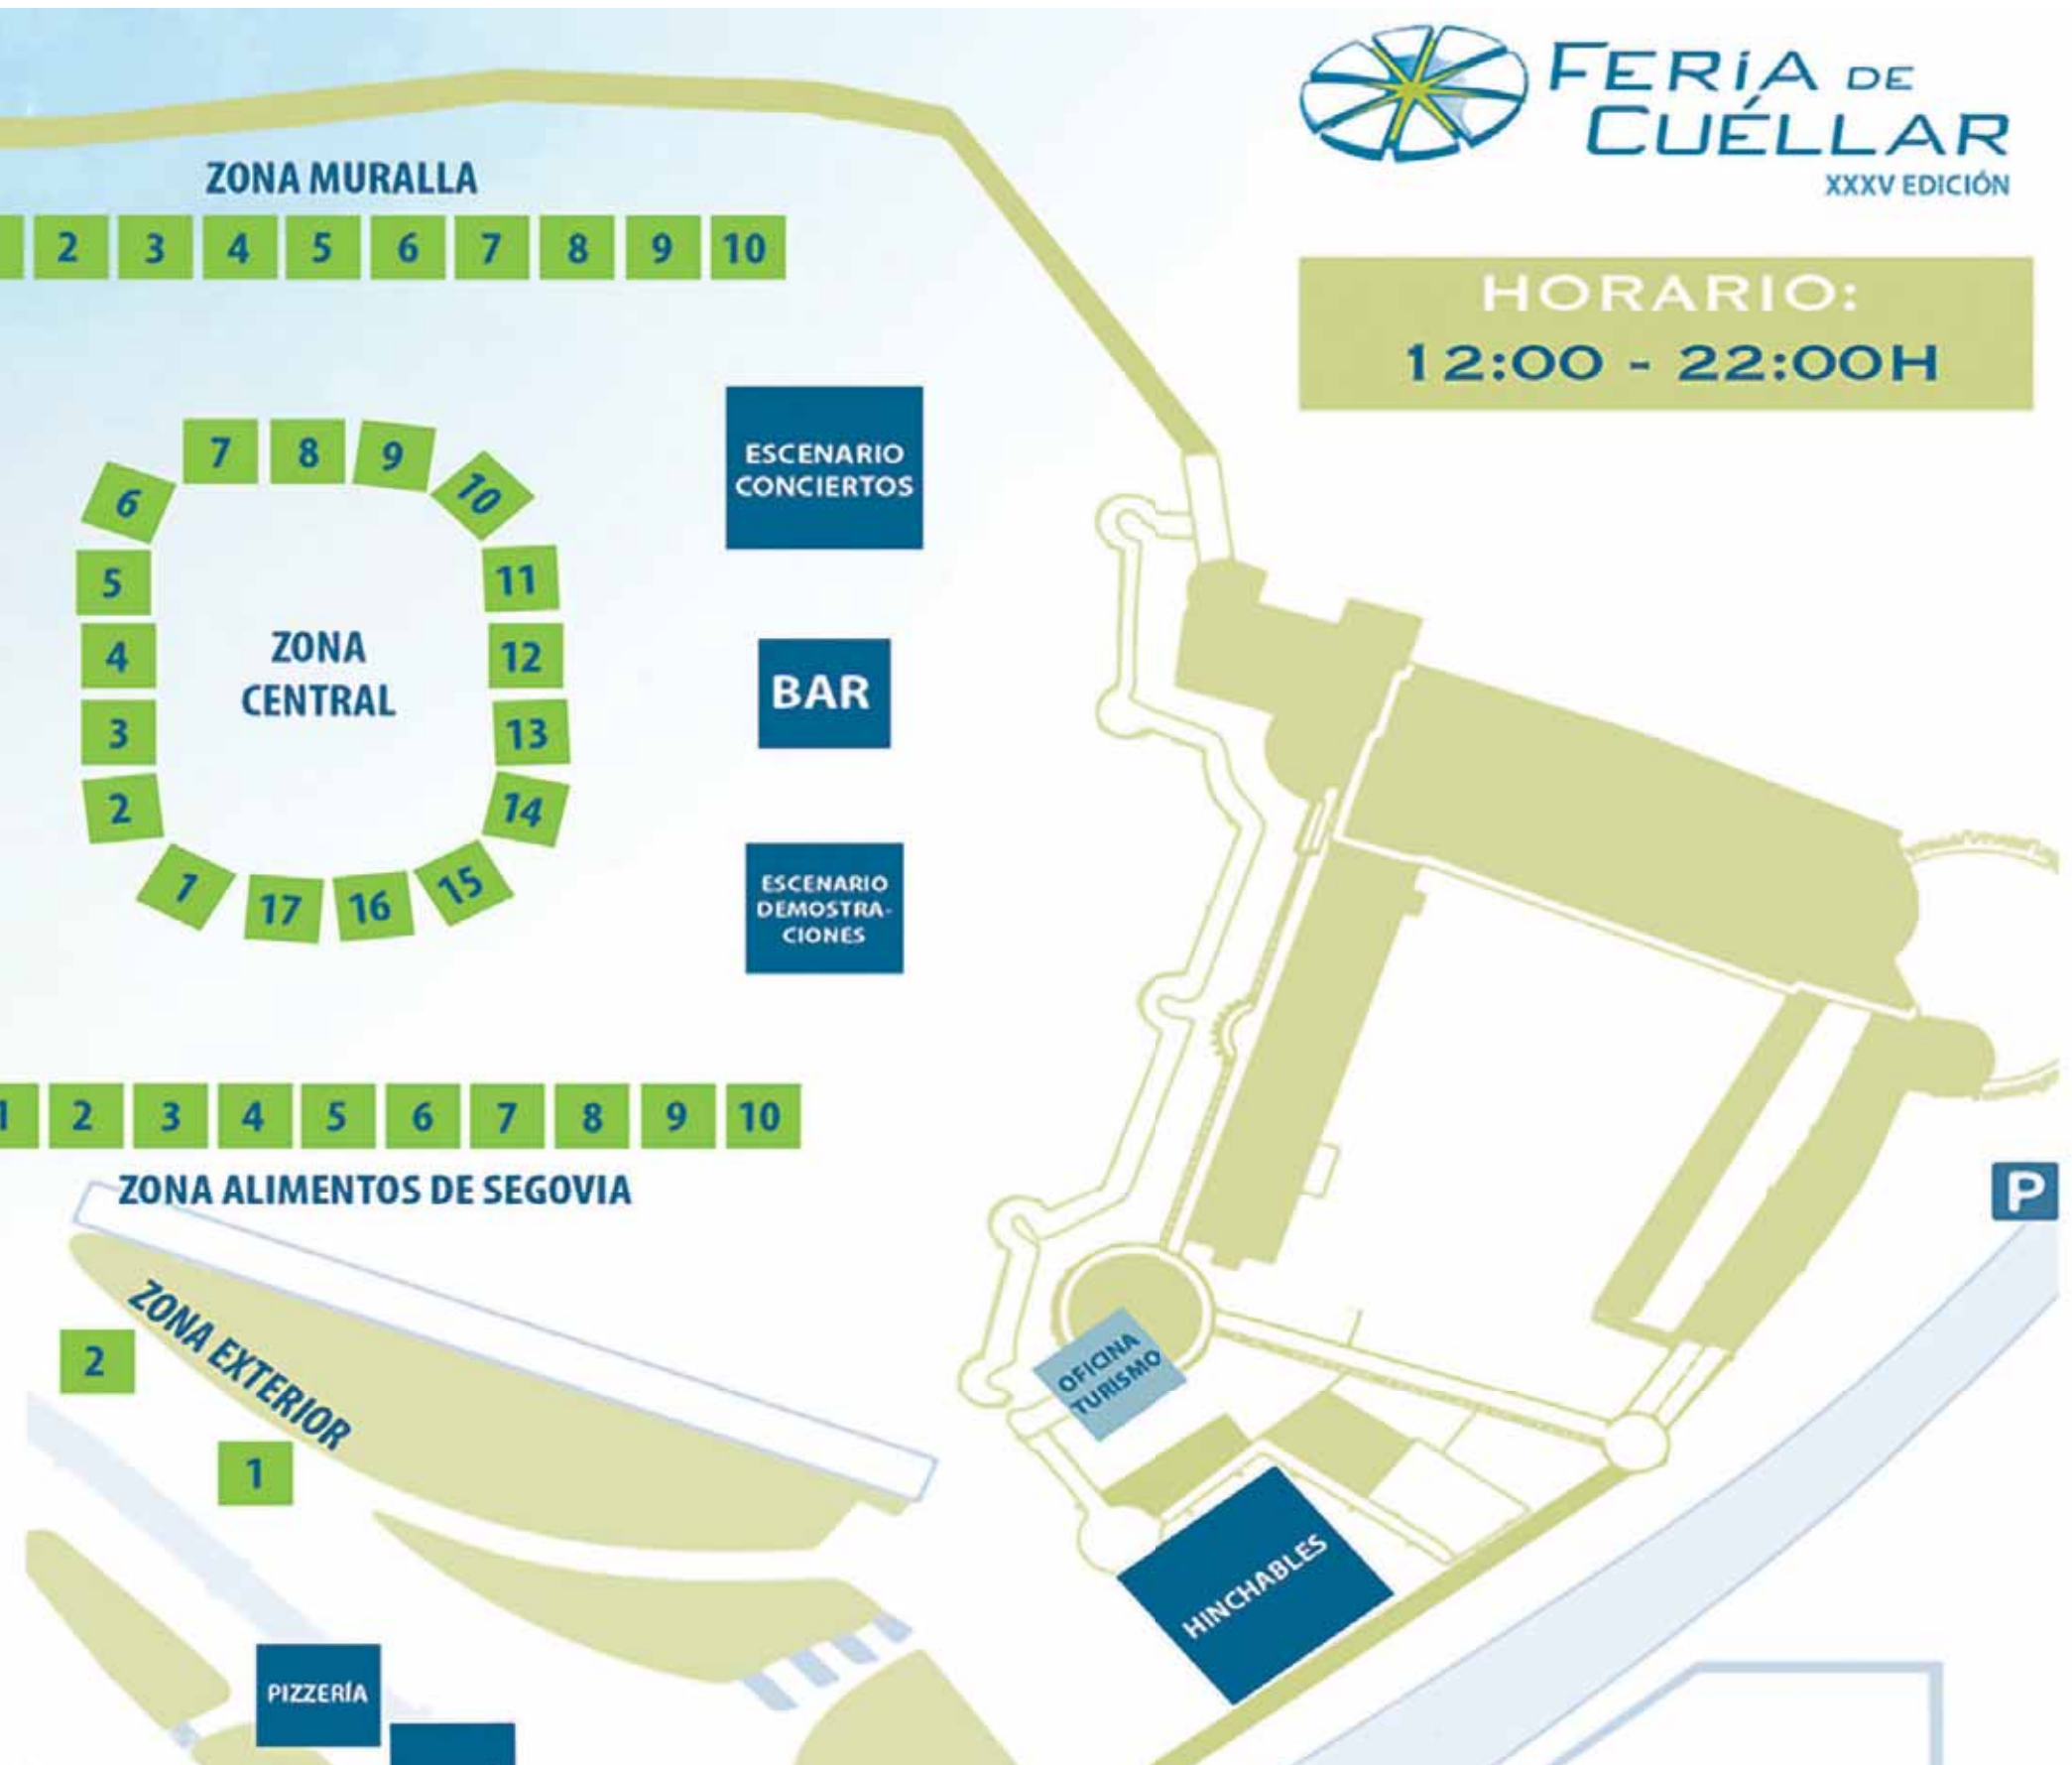 FERIA DE
CUÉLLAR
XXXV EDICIÓN
HORARIO:
12:00 - 22:00H
ZONA MURALLA
2 3 4 5 6 7 8 9 10
ESCENARIO
CONCIERTOS
7 8 9
6 10
5 11
4 12
3 13
2 14
1 17 16 15
ZONA
CENTRAL
BAR
ESCENARIO
DEMOSTRA-
CIONES
1 2 3 4 5 6 7 8 9 10
ZONA ALIMENTOS DE SEGOVIA
P
ZONA EXTERIOR
2
1
OFICINA
TURISMO
HINCHABLES
PIZZERÍA